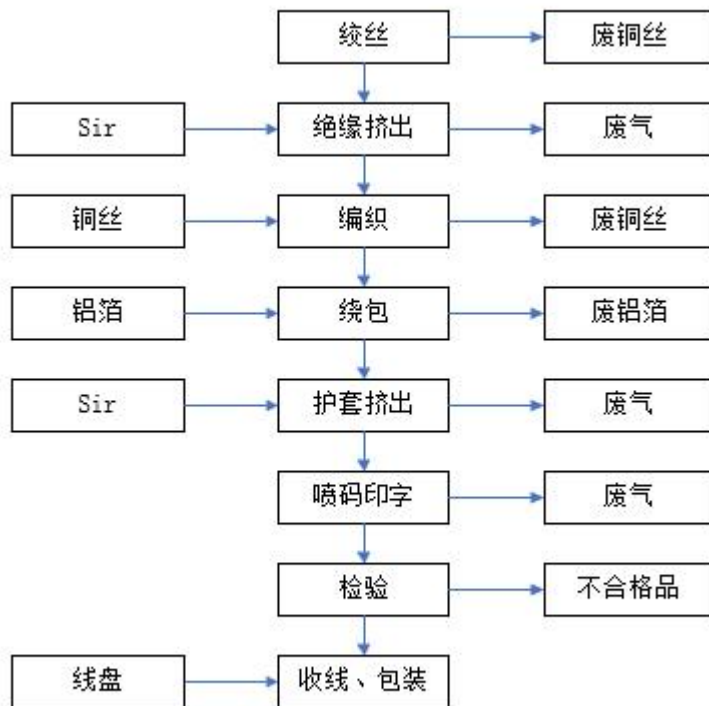 绞丝
废铜丝
Sir
绝缘挤出
废气
铜丝
编织
废铜丝
铝箔
绕包
废铝箔
Sir
护套挤出
废气
喷码印字
废气
检验
不合格品
线盘
收线、包装